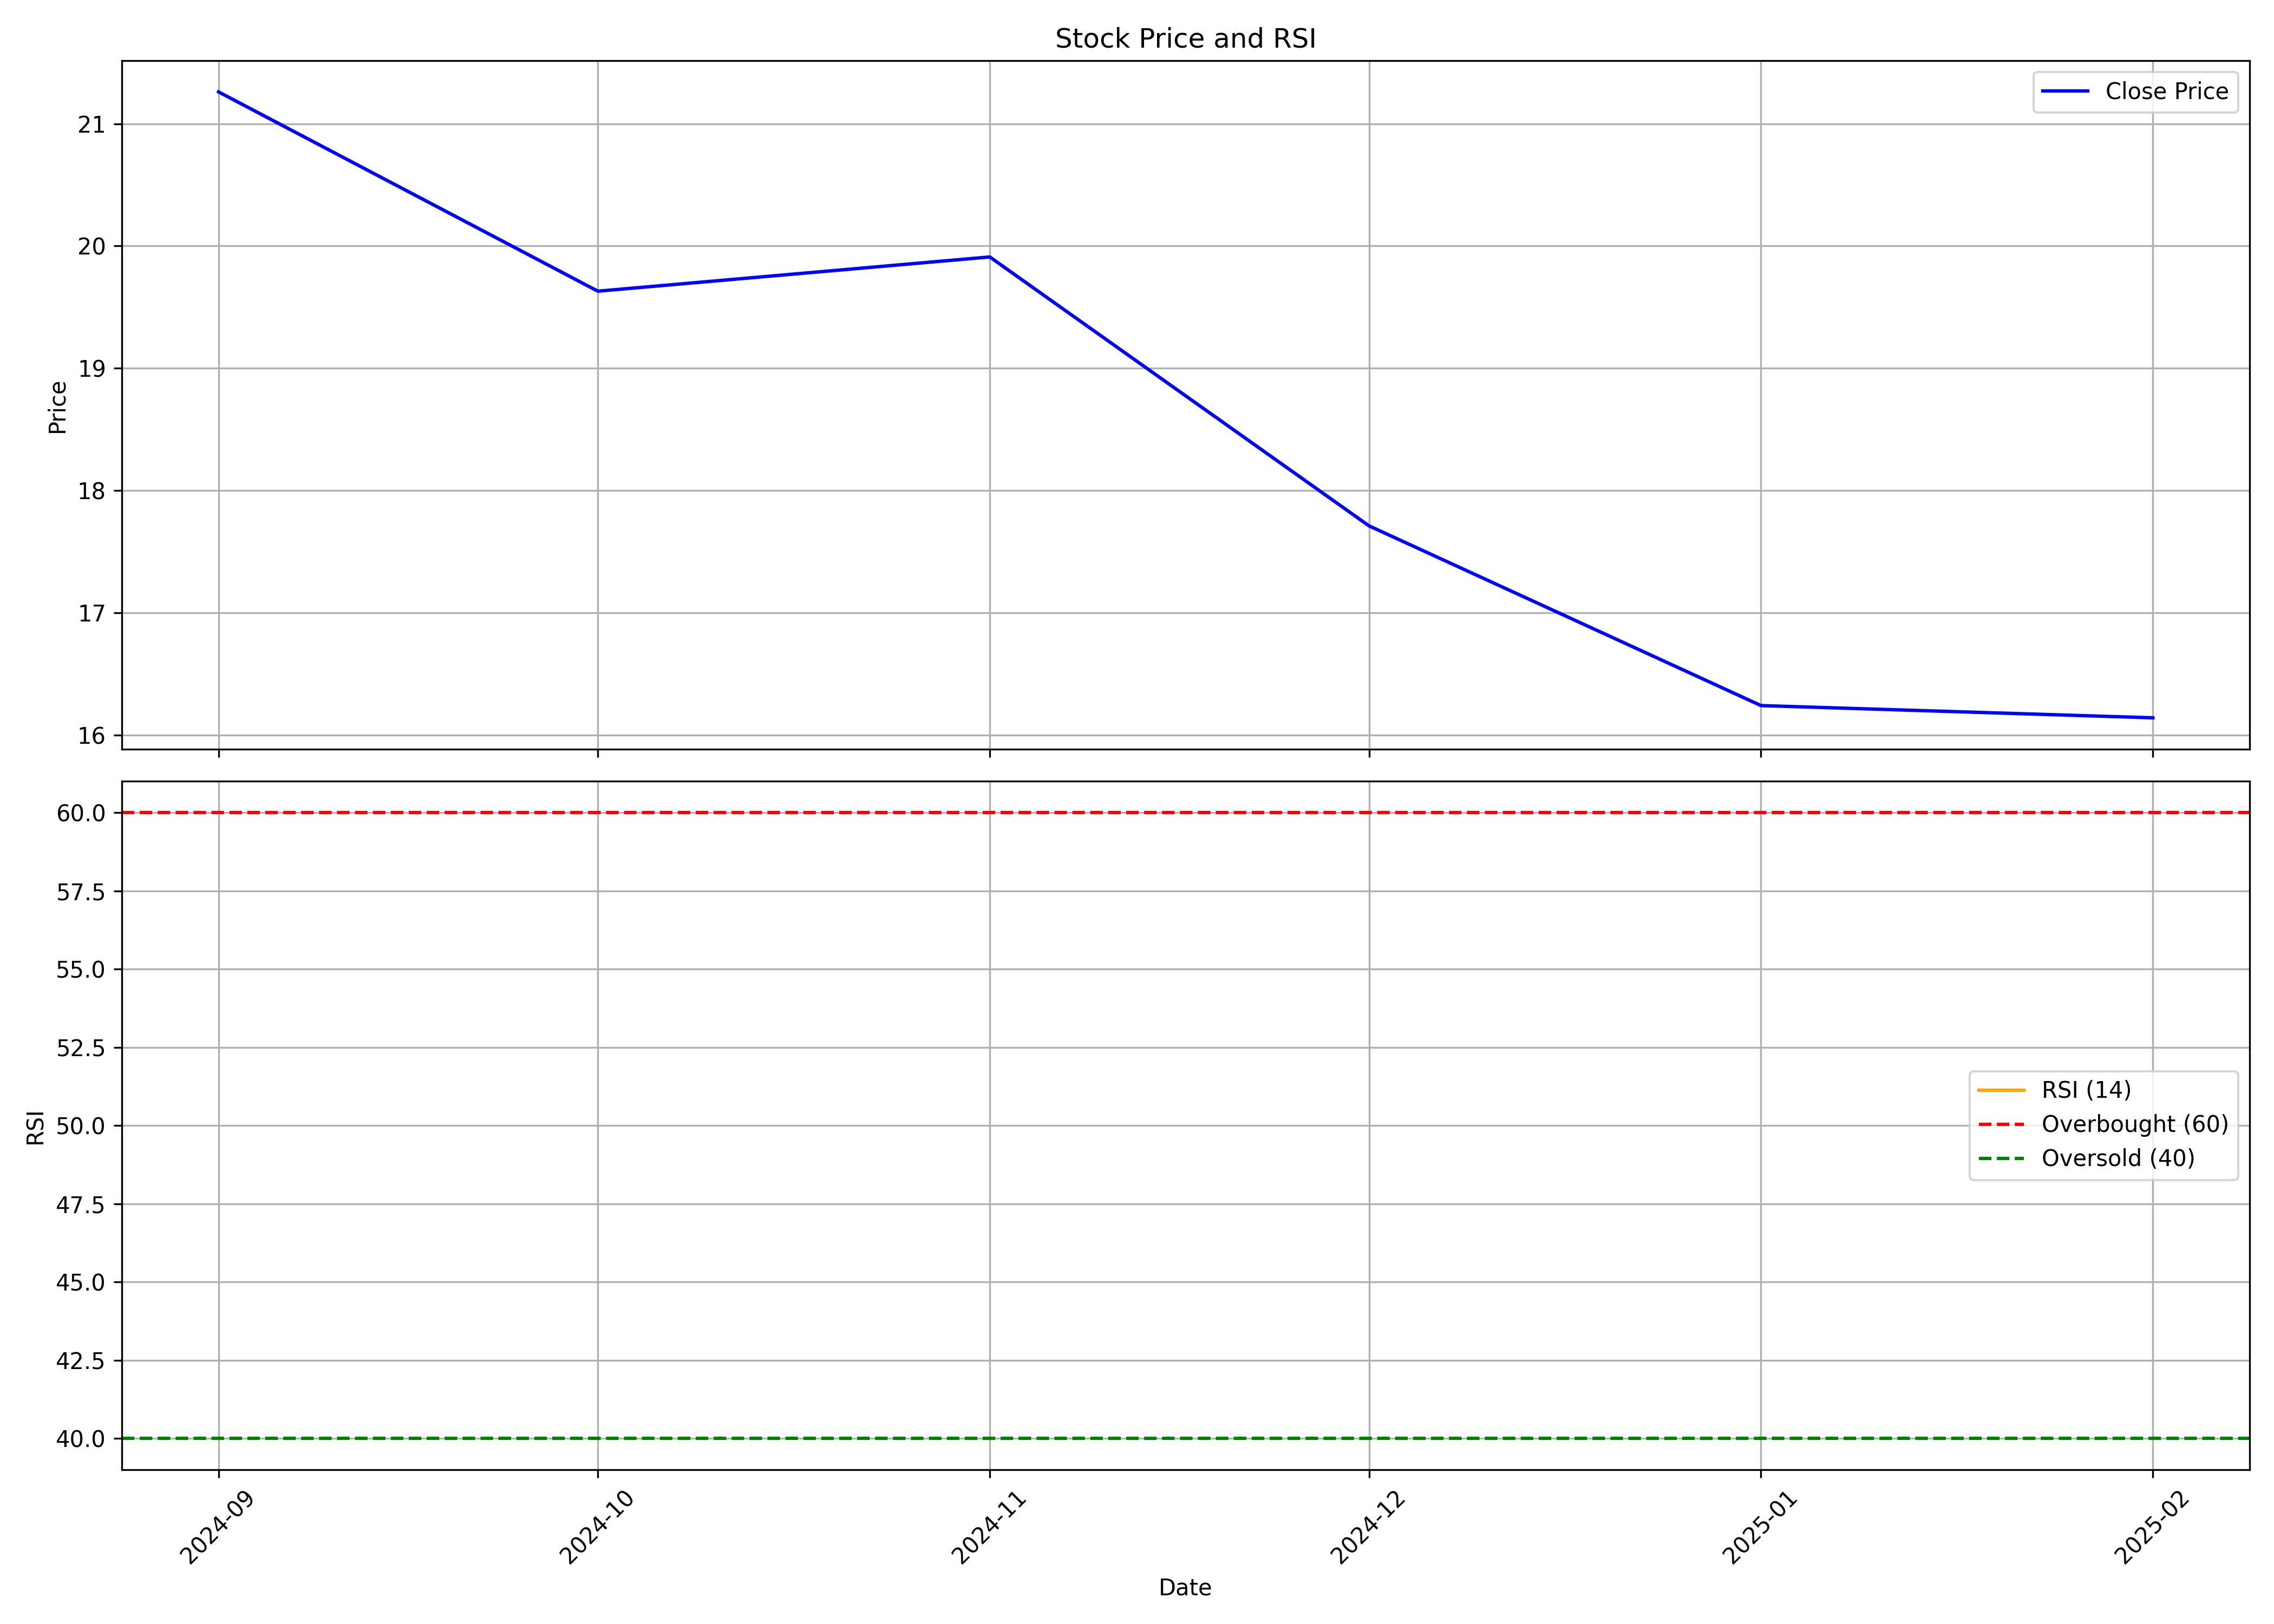 Stock Price and RSI
Close Price
Price
21
20
19
18
17
16
RSI
60.0
57.5
55.0
52.5
50.0
47.5
45.0
42.5
40.0
RSI (14)
Overbought (60)
Oversold (40)
2024-09
2024-10
2024-11
2024-12
2025-01
2025-02
Date